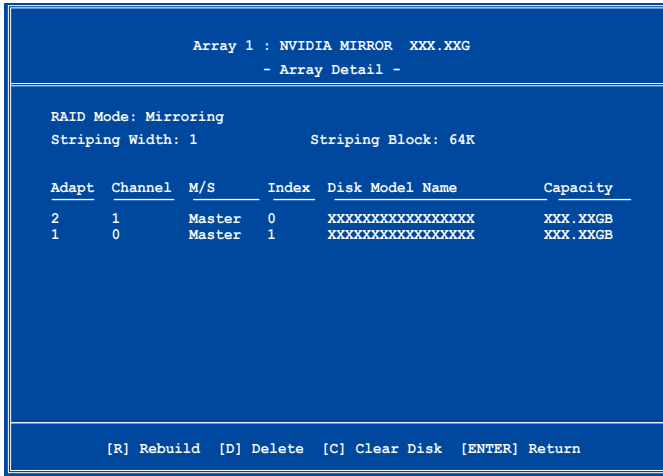 Array 1 : NVIDIA MIRROR XXX.XXG
- Array Detail -
RAID Mode: Mirroring
Striping Width: 1 Striping Block: 64K
Adapt Channel M/S Index Disk Model Name Capacity
2 1 Master 0 XXXXXXXXXXXXXXXXX XXX.XXGB
1 0 Master 1 XXXXXXXXXXXXXXXXX XXX.XXGB
[R] Rebuild [D] Delete [C] Clear Disk [ENTER] Return